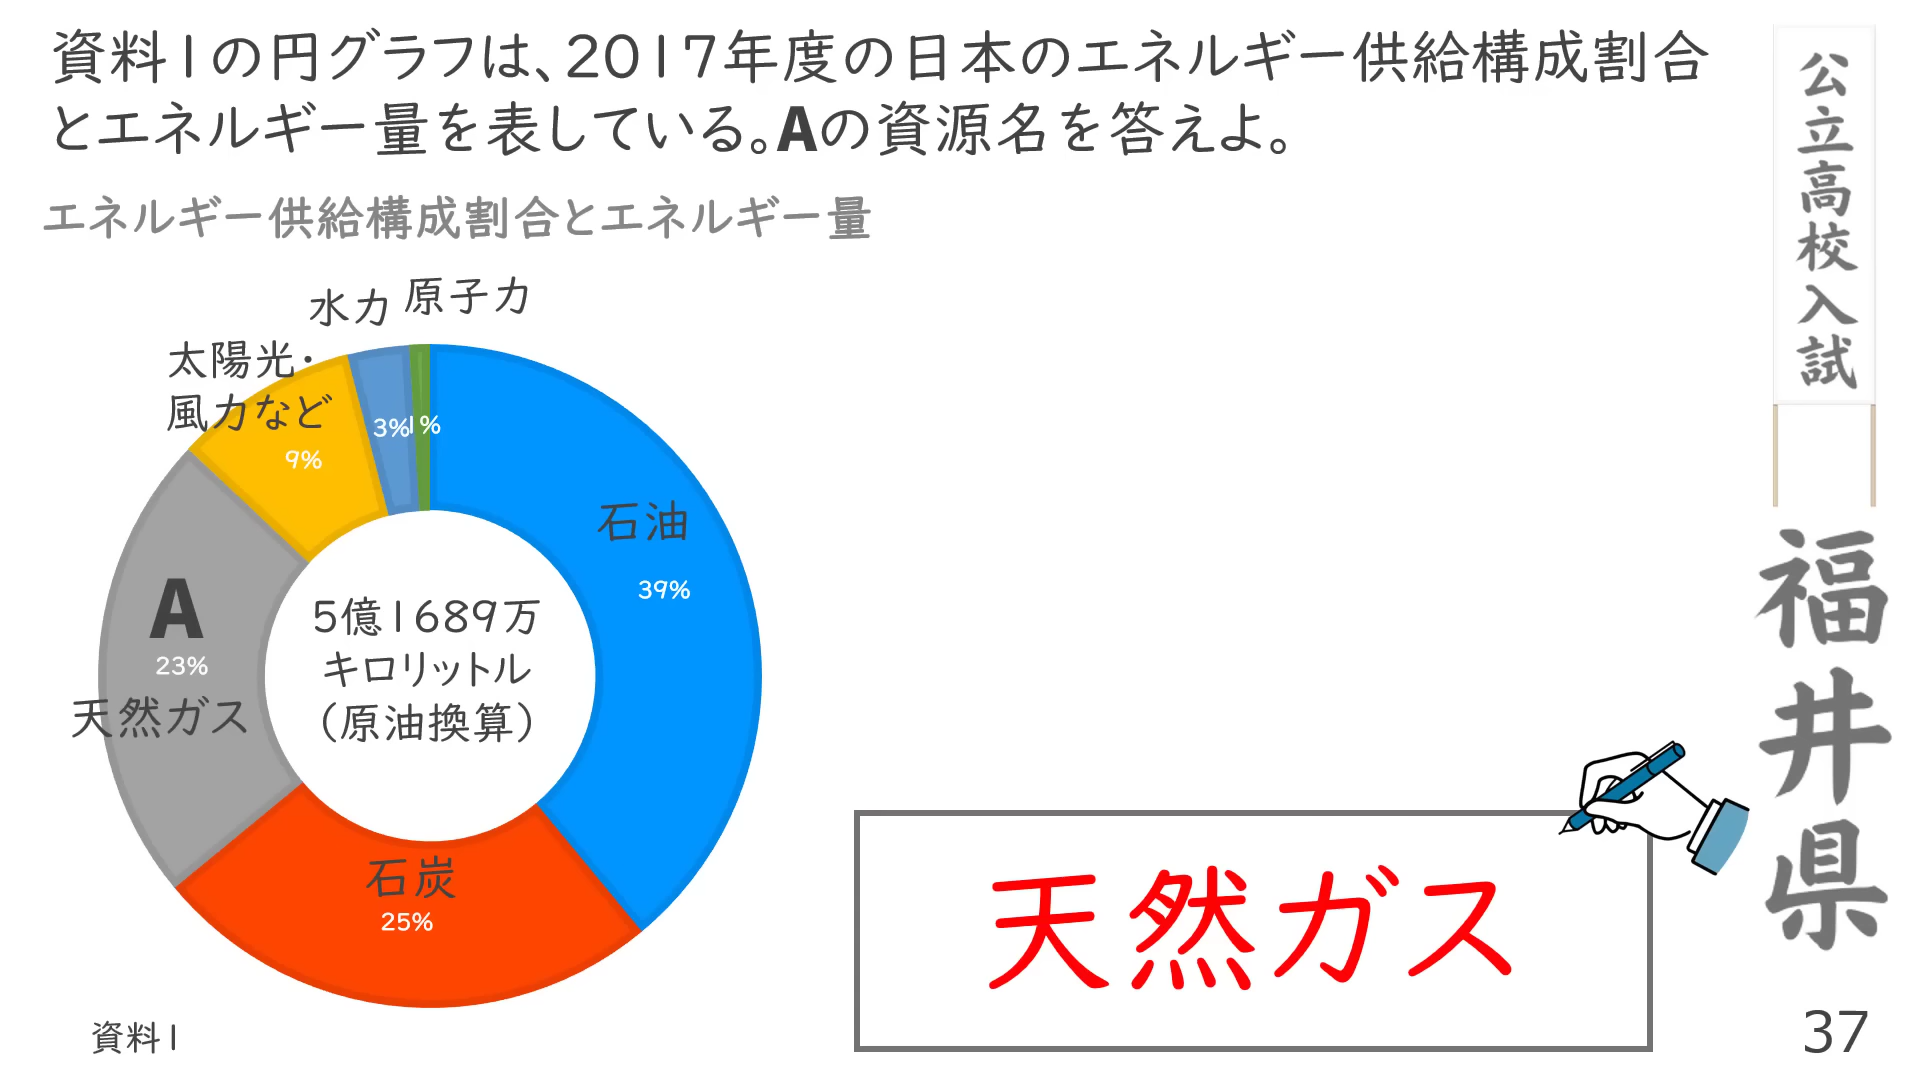 資料1の円グラフは、2017年度の日本のエネルギー供給構成割合
とエネルギー量を表している。Aの資源名を答えよ。
エネルギー供給構成割合とエネルギー量
水力
原子力
太陽光・
風力など
9%
3%
1%
石油
39%
A
23%
天然ガス
5億1689万
キロリットル
(原油換算)
石炭
25%
資料1
天然ガス
公立高校入試
福井県
37